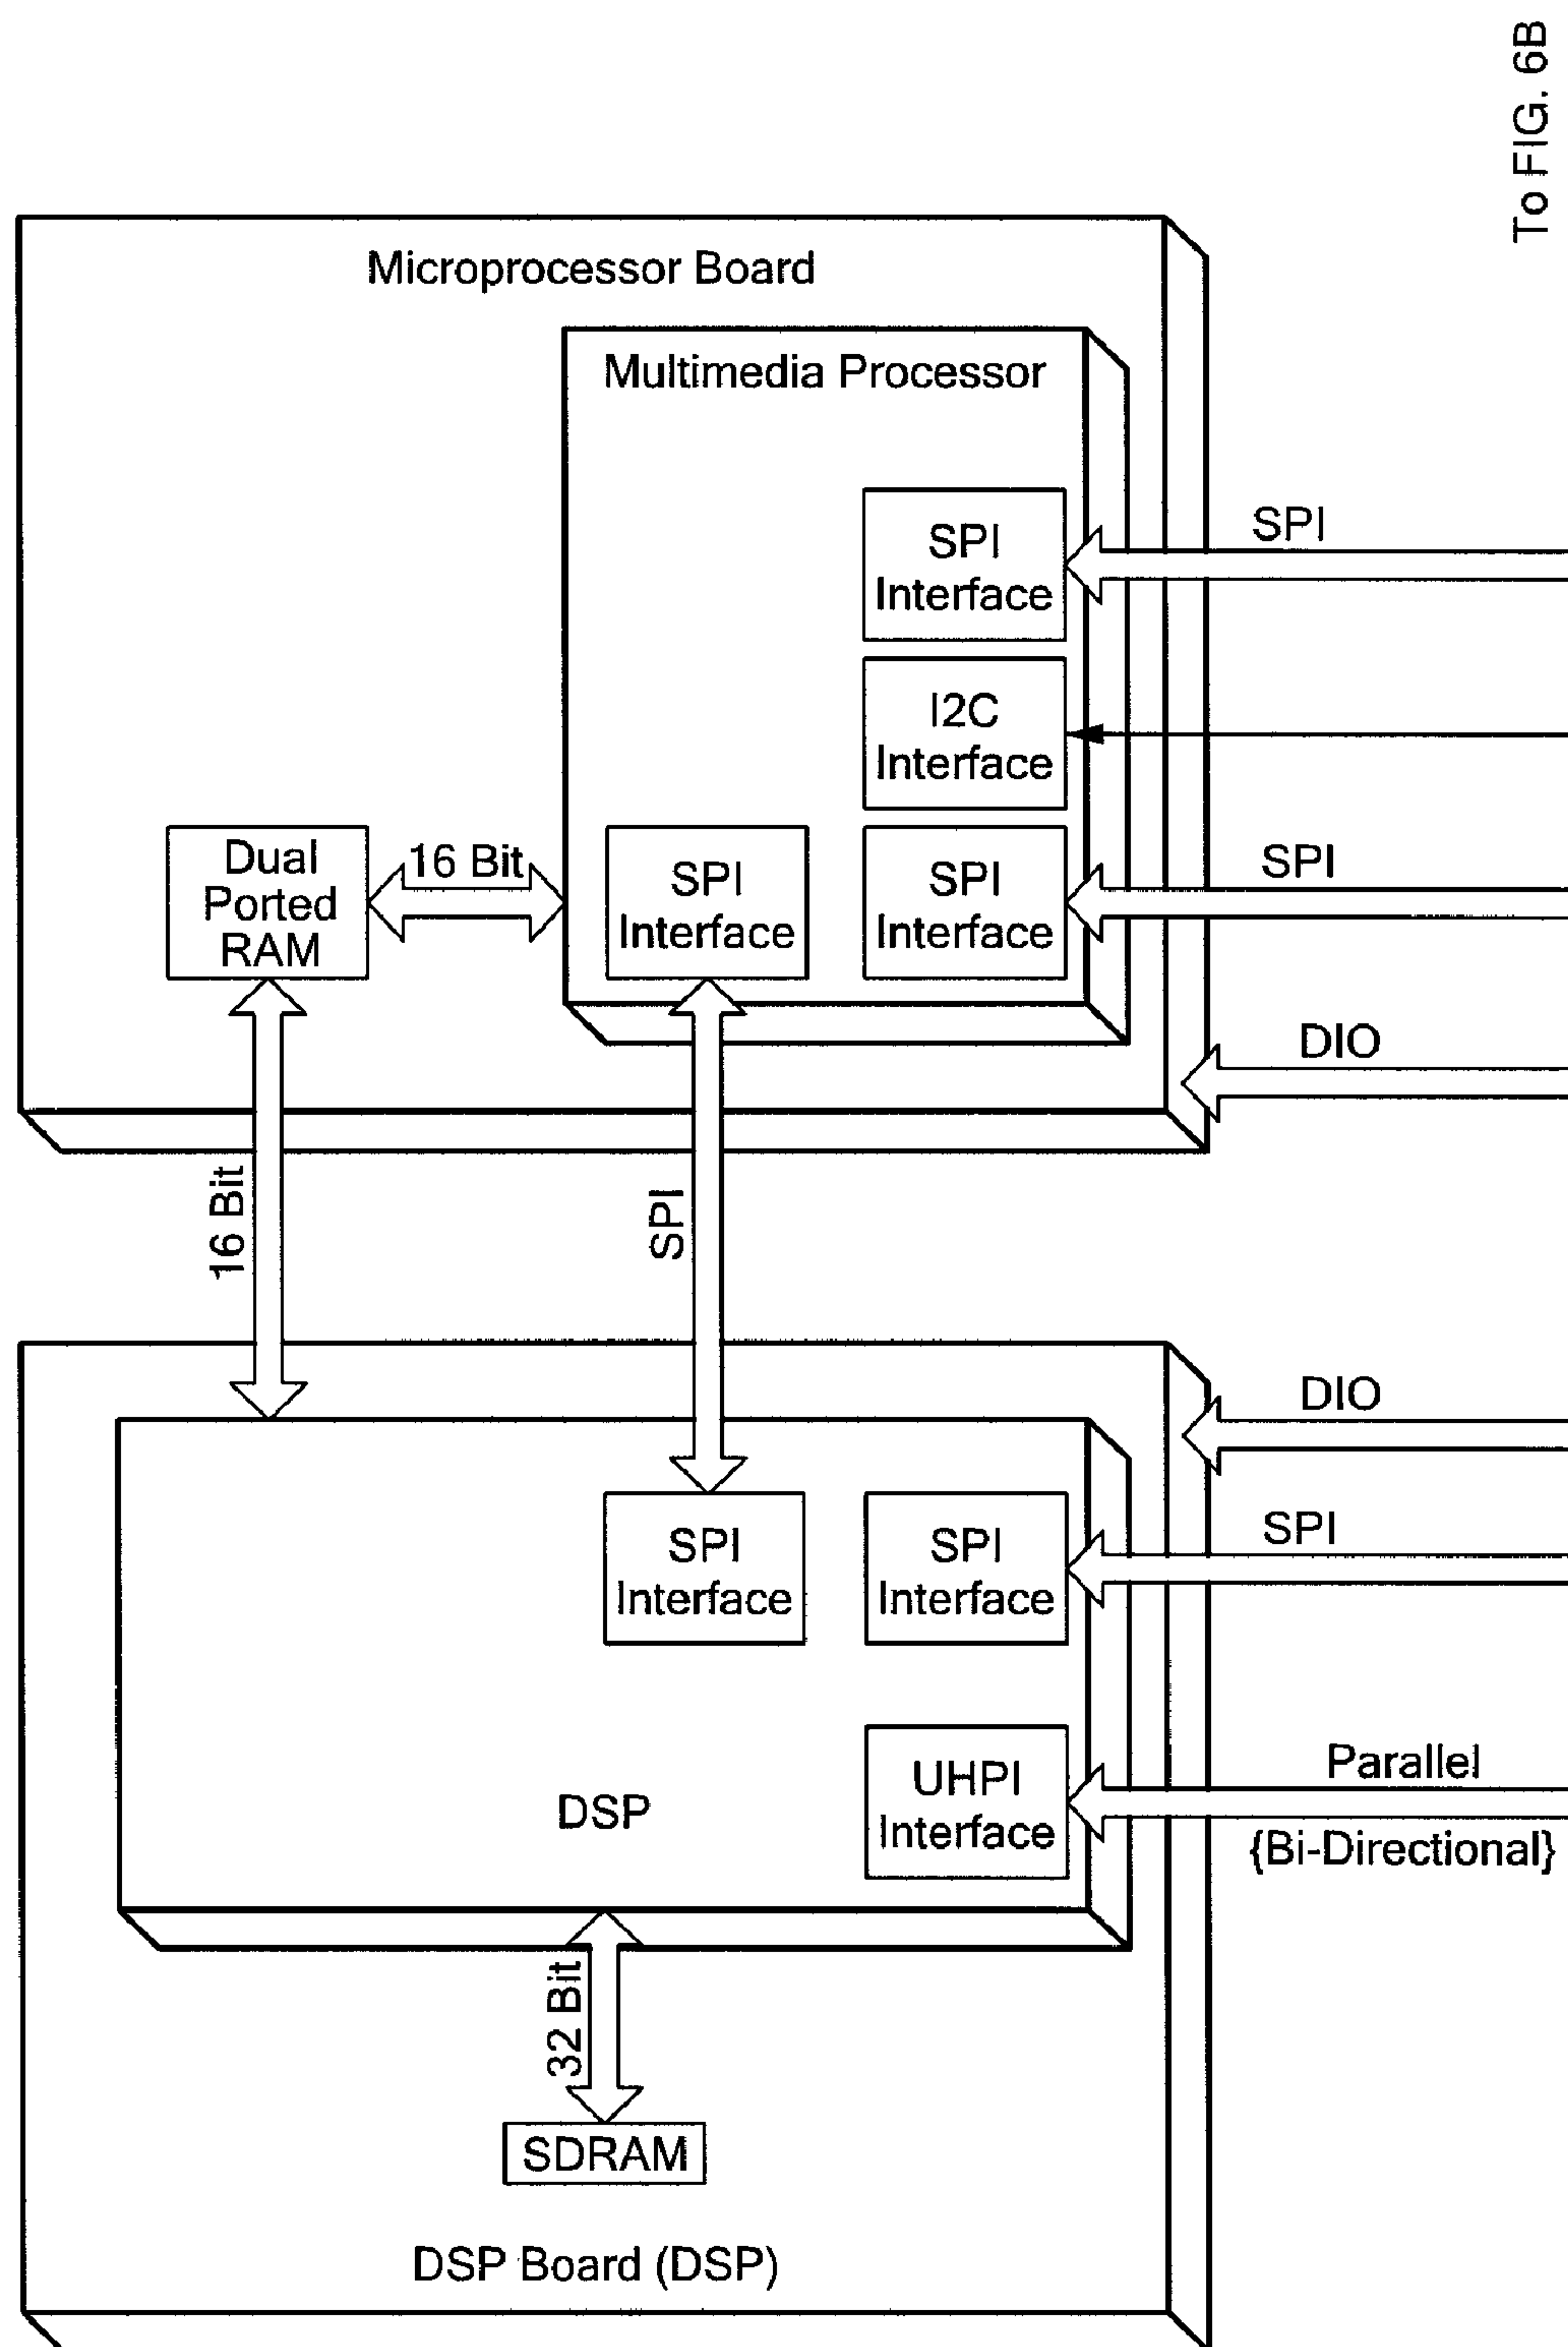 To FIG. 6B
Microprocessor Board
Multimedia Processor
SPI
Interface
SPI
I2C
Interface
Dual
Ported
RAM
16 Bit
SPI
Interface
SPI
Interface
SPI
DIO
16 Bit
SPI
DIO
SPI
Interface
SPI
Interface
SPI
DSP
UHPI
Interface
Parallel
{Bi-Directional}
32 Bit
SDRAM
DSP Board (DSP)